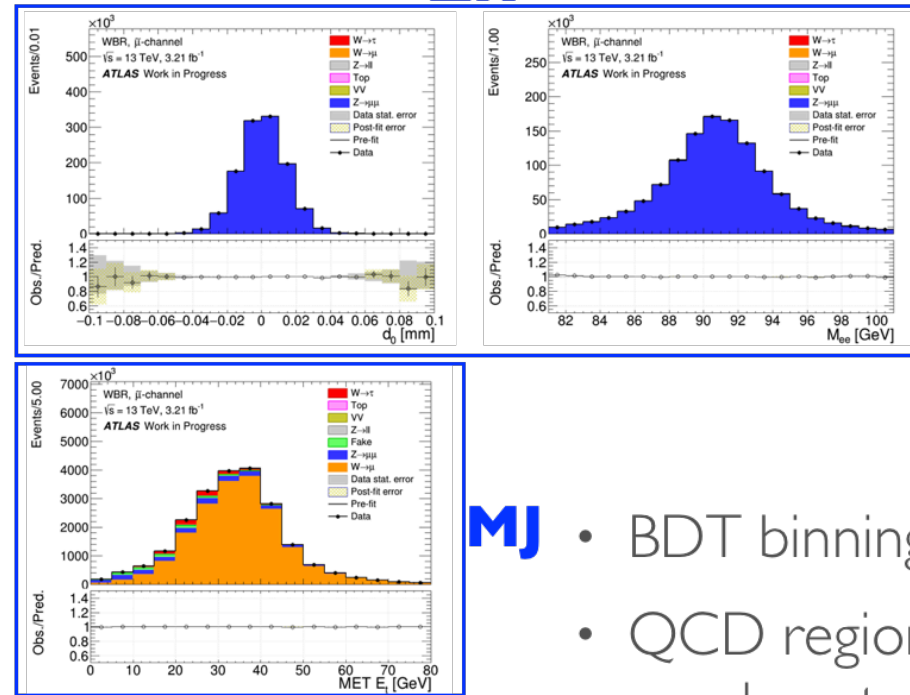 ×10³
Events/0.01
WBR, μ̄-channel
√s = 13 TeV, 3.21 fb⁻¹
ATLAS Work in Progress
W→τ
W→μ
Z→ll
Top
VV
Z→μμ
Data stat. error
Post-fit error
Pre-fit
Data
500
400
300
200
100
0
Obs./Pred.
1.4
1.2
1
0.8
0.6
−0.1 −0.08 −0.06 −0.04 −0.02 0 0.02 0.04 0.06 0.08 0.1
d₀ [mm]
×10³
Events/1.00
WBR, μ̄-channel
√s = 13 TeV, 3.21 fb⁻¹
ATLAS Work in Progress
W→τ
W→μ
Z→ll
Top
VV
Z→μμ
Data stat. error
Post-fit error
Pre-fit
Data
250
200
150
100
50
0
Obs./Pred.
1.4
1.2
1
0.8
0.6
82 84 86 88 90 92 94 96 98 100
Mₑₑ [GeV]
×10³
Events/5.00
WBR, μ̄-channel
√s = 13 TeV, 3.21 fb⁻¹
ATLAS Work in Progress
W→τ
Top
VV
Z→ll
Fake
Z→μμ
W→μ
Data stat. error
Post-fit error
Pre-fit
Data
7000
6000
5000
4000
3000
2000
1000
0
Obs./Pred.
1.4
1.2
1
0.8
0.6
0 10 20 30 40 50 60 70 80
MET Eₜ [GeV]
MJ
• BDT binning
• QCD region